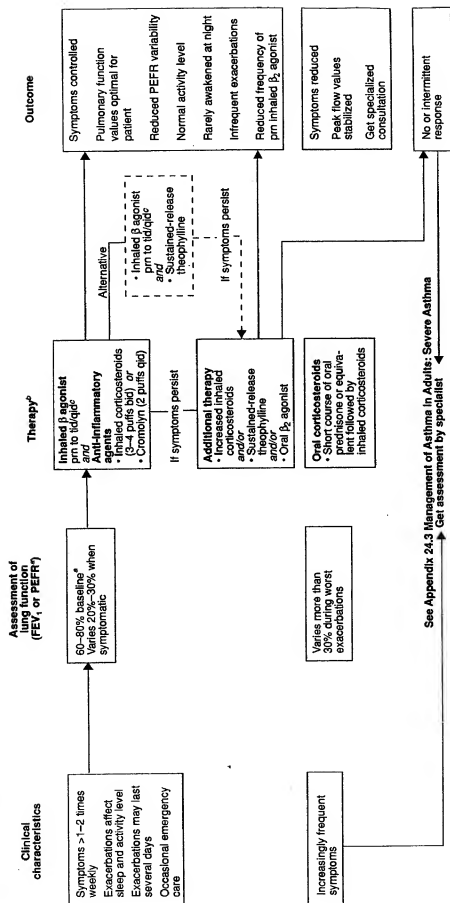 Clinical
characteristics
Assessment of
lung function
(FEV₁ or PEFRᵃ)
Therapyᵇ
Outcome
Symptoms >1–2 times
weekly
Exacerbations affect
sleep and activity level
Exacerbations may last
several days
Occasional emergency
care
60–80% baselineᵃ
Varies 20%–30% when
symptomatic
Inhaled β agonist
prn to tid/qidᶜ
and
Anti-inflammatory
agents
• Inhaled corticosteroids
(3–4 puffs bid) or
• Cromolyn (2 puffs qid)
Alternative
• Inhaled β agonist
prn to tid/qidᶜ
and
• Sustained-release
theophylline
If symptoms persist
If symptoms persist
Additional therapy
• Increased inhaled
corticosteroids
and/or
• Sustained-release
theophylline
and/or
• Oral β₂ agonist
Symptoms controlled
Pulmonary function
values optimal for
patient
Reduced PEFR variability
Normal activity level
Rarely awakened at night
Infrequent exacerbations
Reduced frequency of
prn inhaled β₂ agonist
Increasingly frequent
symptoms
Varies more than
30% during worst
exacerbations
Oral corticosteroids
• Short course of oral
prednisone or equiva-
lent followed by
inhaled corticosteroids
Symptoms reduced
Peak flow values
stabilized
Get specialized
consultation
No or intermittent
response
See Appendix 24.3 Management of Asthma in Adults: Severe Asthma
Get assessment by specialist